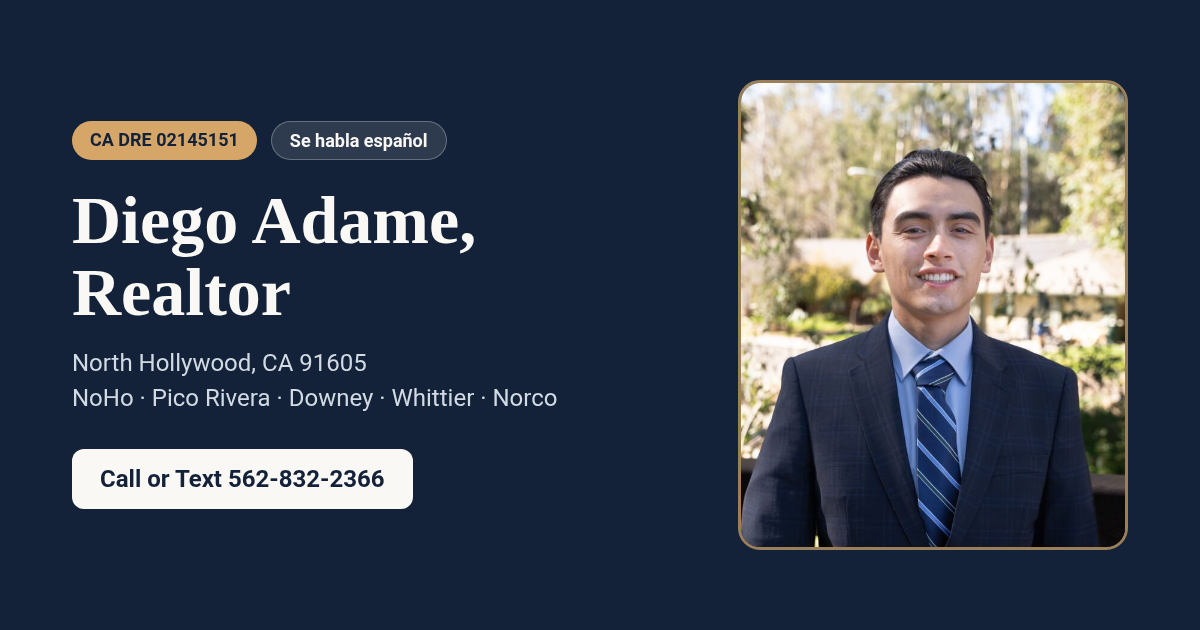 CA DRE 02145151
Se habla español
Diego Adame,
Realtor
North Hollywood, CA 91605
NoHo · Pico Rivera · Downey · Whittier · Norco
Call or Text 562-832-2366